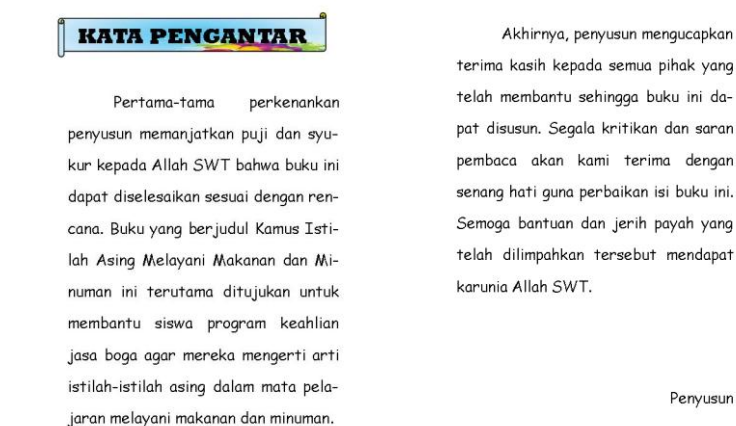 KATA PENGANTAR
Pertama-tama perkenankan
penyusun memanjatkan puji dan syu-
kur kepada Allah SWT bahwa buku ini
dapat diselesaikan sesuai dengan ren-
cana. Buku yang berjudul Kamus Isti-
lah Asing Melayani Makanan dan Mi-
numan ini terutama ditujukan untuk
membantu siswa program keahlian
jasa boga agar mereka mengerti arti
istilah-istilah asing dalam mata pela-
jaran melayani makanan dan minuman.
Akhirnya, penyusun mengucapkan
terima kasih kepada semua pihak yang
telah membantu sehingga buku ini da-
pat disusun. Segala kritikan dan saran
pembaca akan kami terima dengan
senang hati guna perbaikan isi buku ini.
Semoga bantuan dan jerih payah yang
telah dilimpahkan tersebut mendapat
karunia Allah SWT.
Penyusun